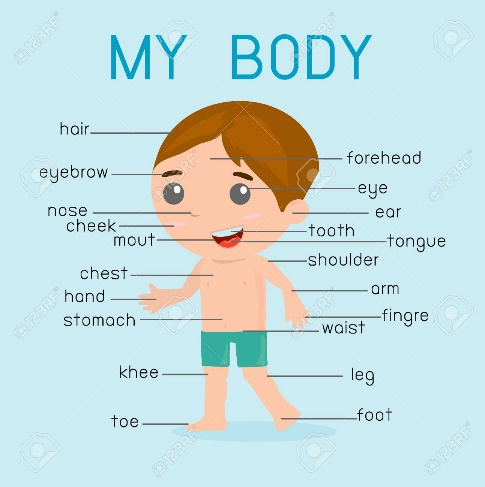 MY BODY
hair
forehead
eyebrow
eye
nose
ear
cheek
tooth
mout
tongue
shoulder
chest
arm
hand
fingre
stomach
waist
khee
leg
toe
foot
123RF